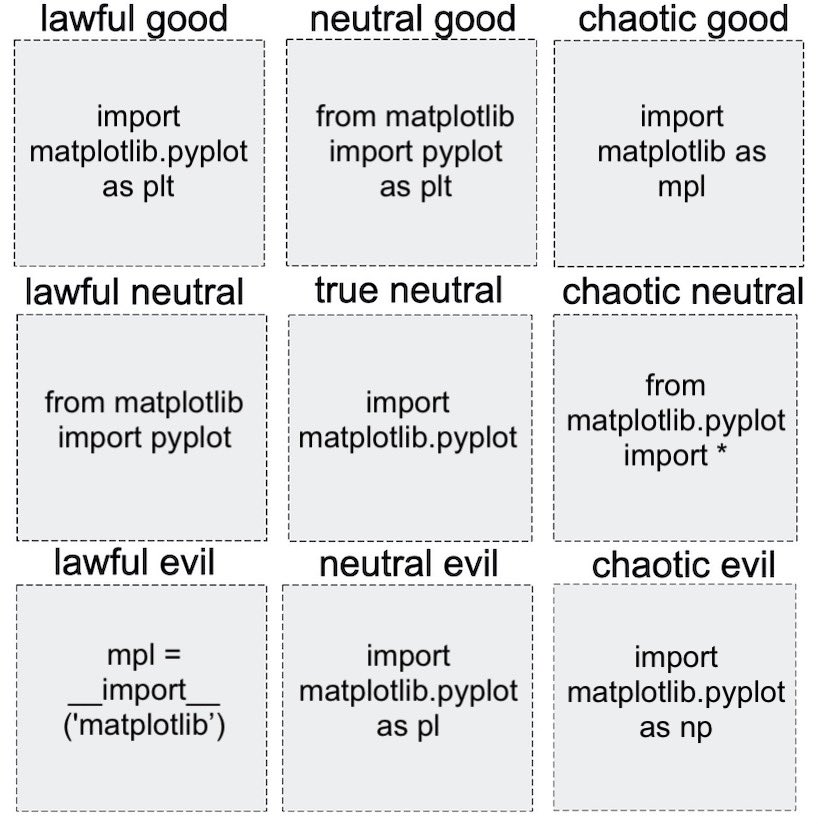 lawful good
neutral good
chaotic good
import
matplotlib.pyplot
as plt
from matplotlib
import pyplot
as plt
import
matplotlib as
mpl
lawful neutral
true neutral
chaotic neutral
from matplotlib
import pyplot
import
matplotlib.pyplot
from
matplotlib.pyplot
import *
lawful evil
neutral evil
chaotic evil
mpl =
__import__
('matplotlib’)
import
matplotlib.pyplot
as pl
import
matplotlib.pyplot
as np